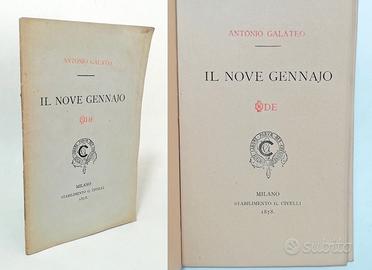 ANTONIO GALATEO
IL NOVE GENNAJO
ODE
MILANO
STABILIMENTO G. CIVELLI
1878.
ANTONIO GALATEO
IL NOVE GENNAJO
ODE
MILANO
STABILIMENTO G. CIVELLI
1878.
subito